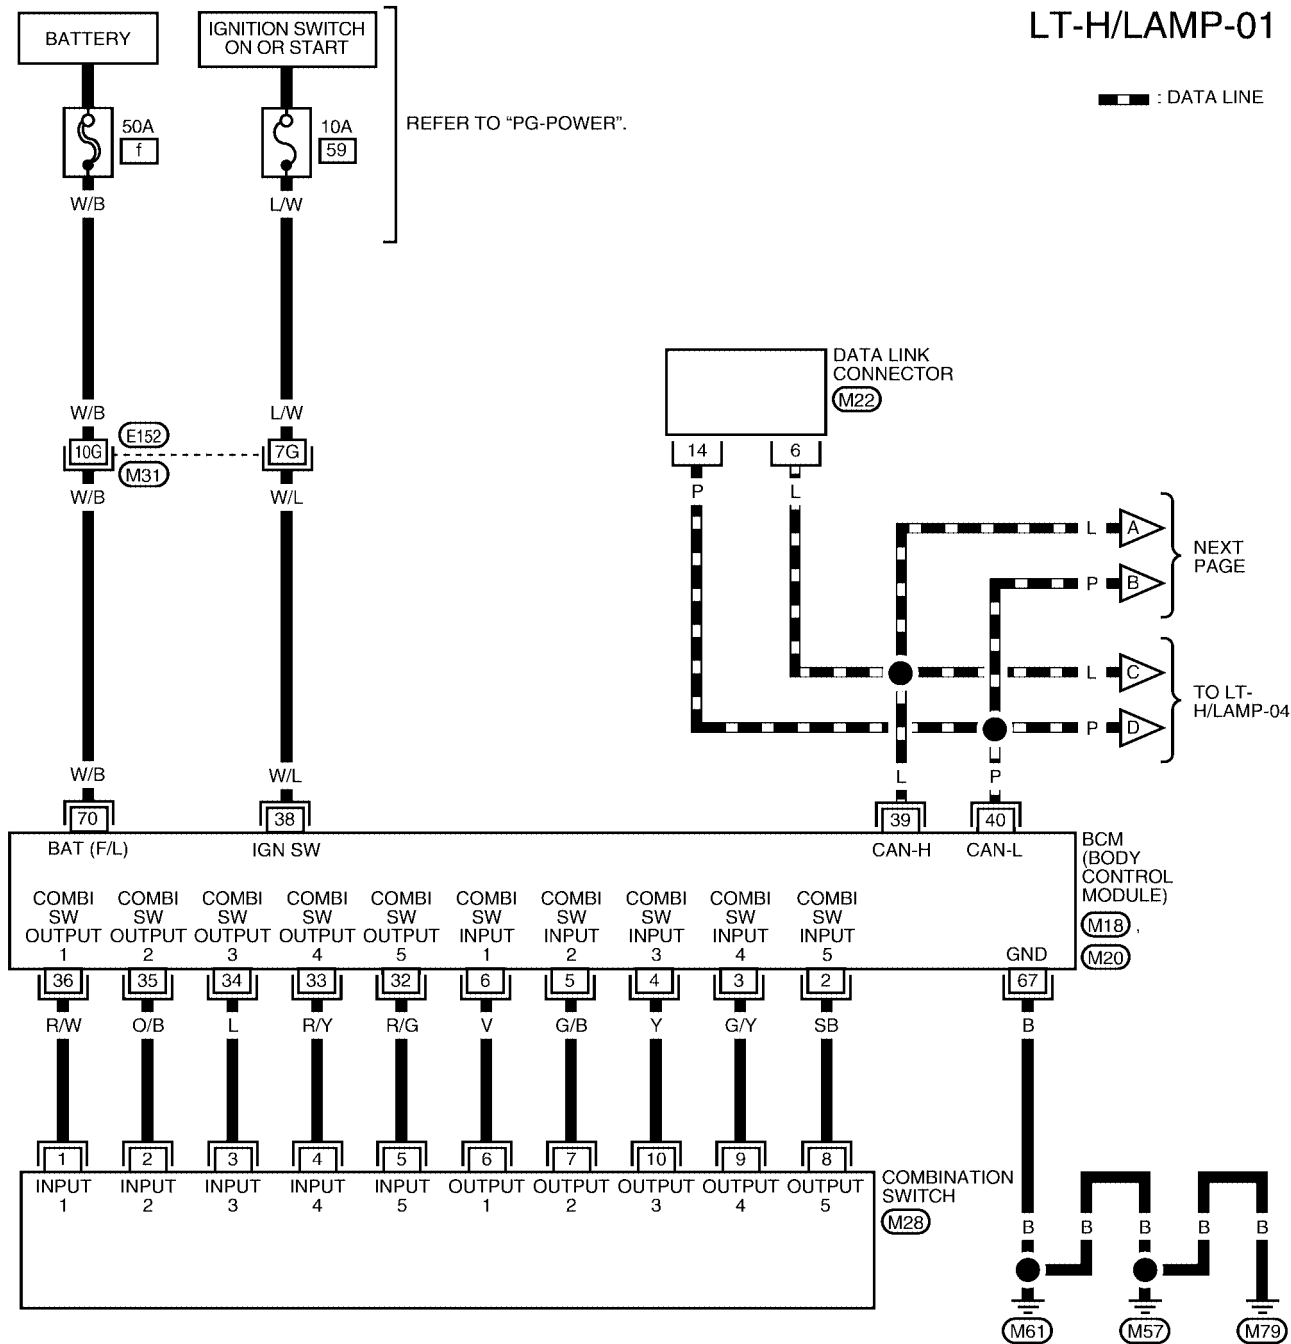 LT-H/LAMP-01
BATTERY
IGNITION SWITCH
ON OR START
: DATA LINE
50A
f
10A
59
REFER TO “PG-POWER”.
W/B
L/W
DATA LINK
CONNECTOR
M22
W/B
L/W
10G
E152
M31
7G
14
6
W/B
W/L
P
L
L
A
P
B
NEXT
PAGE
L
C
P
D
TO LT-
H/LAMP-04
W/B
W/L
L
P
70
38
39
40
BAT (F/L)
IGN SW
CAN-H
CAN-L
BCM
(BODY
CONTROL
MODULE)
M18 ,
M20
COMBI COMBI COMBI COMBI COMBI COMBI COMBI COMBI COMBI COMBI
SW SW SW SW SW SW SW SW SW SW
OUTPUT OUTPUT OUTPUT OUTPUT OUTPUT INPUT INPUT INPUT INPUT INPUT
1 2 3 4 5 1 2 3 4 5 GND
36 35 34 33 32 6 5 4 3 2 67
R/W O/B L R/Y R/G V G/B Y G/Y SB B
1 2 3 4 5 6 7 10 9 8
INPUT INPUT INPUT INPUT INPUT OUTPUT OUTPUT OUTPUT OUTPUT OUTPUT
1 2 3 4 5 1 2 3 4 5
COMBINATION
SWITCH
M28
B B B B B
M61 M57 M79